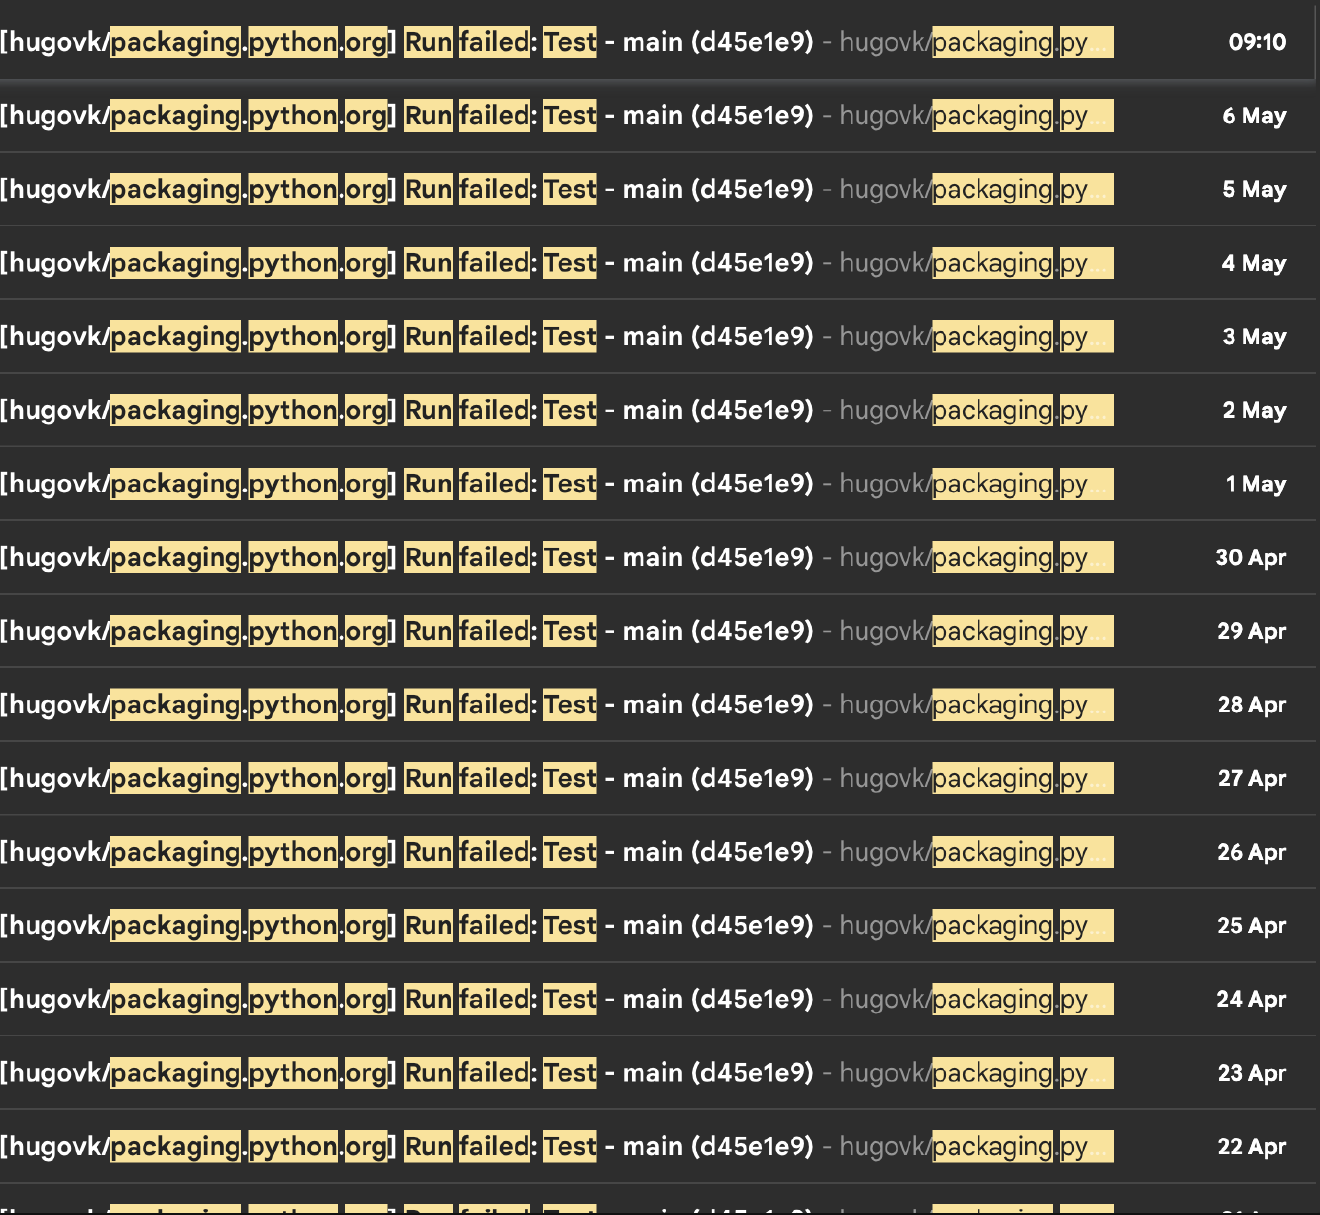 [hugovk/packaging.python.org] Run failed: Test - main (d45e1e9) - hugovk/packaging.py... 09:10
[hugovk/packaging.python.org] Run failed: Test - main (d45e1e9) - hugovk/packaging.py... 6 May
[hugovk/packaging.python.org] Run failed: Test - main (d45e1e9) - hugovk/packaging.py... 5 May
[hugovk/packaging.python.org] Run failed: Test - main (d45e1e9) - hugovk/packaging.py... 4 May
[hugovk/packaging.python.org] Run failed: Test - main (d45e1e9) - hugovk/packaging.py... 3 May
[hugovk/packaging.python.org] Run failed: Test - main (d45e1e9) - hugovk/packaging.py... 2 May
[hugovk/packaging.python.org] Run failed: Test - main (d45e1e9) - hugovk/packaging.py... 1 May
[hugovk/packaging.python.org] Run failed: Test - main (d45e1e9) - hugovk/packaging.py... 30 Apr
[hugovk/packaging.python.org] Run failed: Test - main (d45e1e9) - hugovk/packaging.py... 29 Apr
[hugovk/packaging.python.org] Run failed: Test - main (d45e1e9) - hugovk/packaging.py... 28 Apr
[hugovk/packaging.python.org] Run failed: Test - main (d45e1e9) - hugovk/packaging.py... 27 Apr
[hugovk/packaging.python.org] Run failed: Test - main (d45e1e9) - hugovk/packaging.py... 26 Apr
[hugovk/packaging.python.org] Run failed: Test - main (d45e1e9) - hugovk/packaging.py... 25 Apr
[hugovk/packaging.python.org] Run failed: Test - main (d45e1e9) - hugovk/packaging.py... 24 Apr
[hugovk/packaging.python.org] Run failed: Test - main (d45e1e9) - hugovk/packaging.py... 23 Apr
[hugovk/packaging.python.org] Run failed: Test - main (d45e1e9) - hugovk/packaging.py... 22 Apr